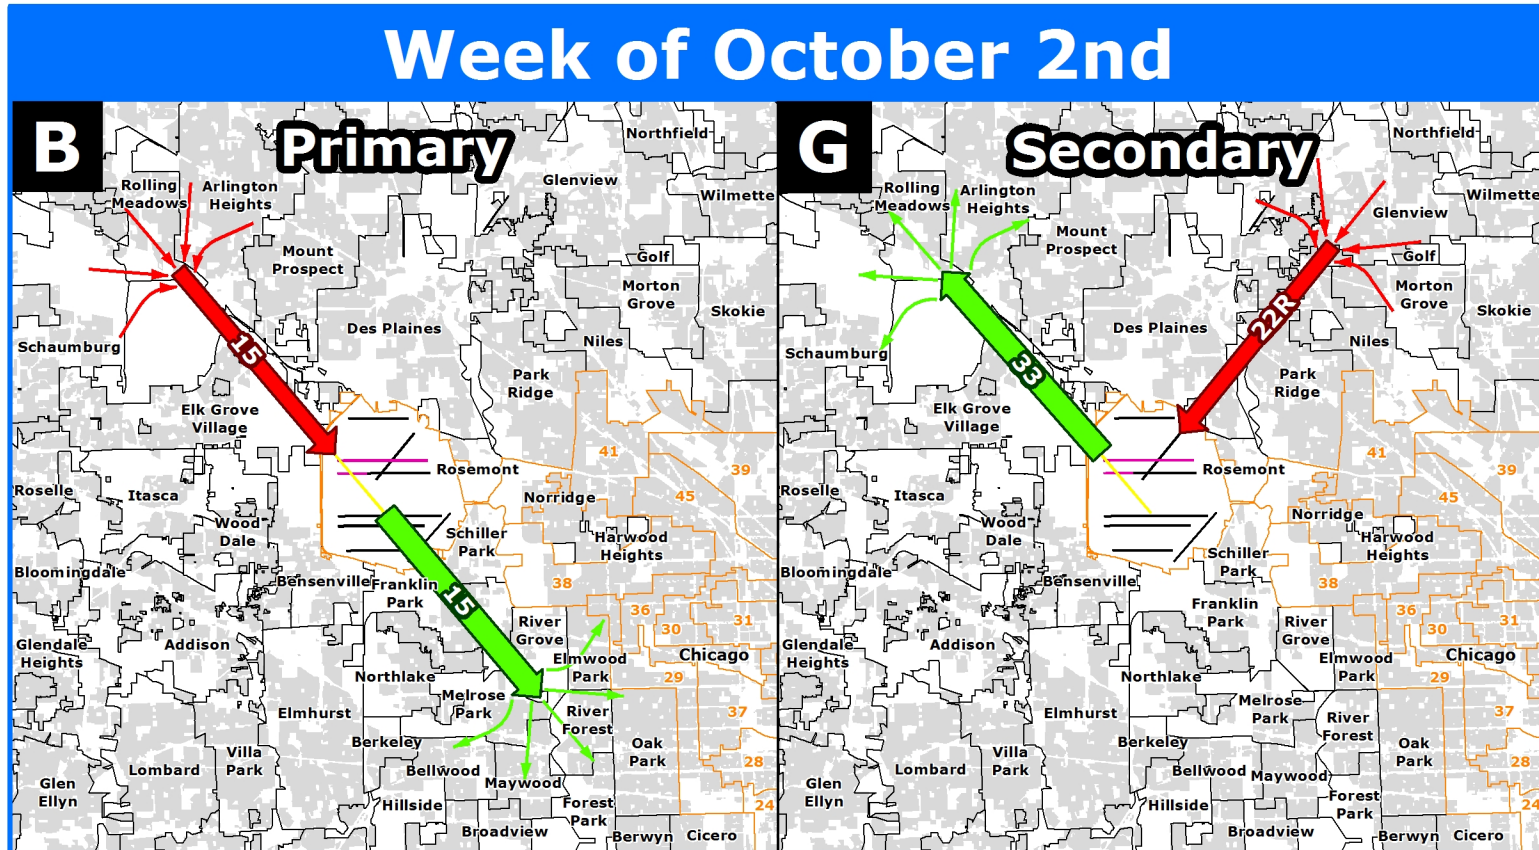 Week of October 2nd
B
Primary
Northfield
Glenview
Wilmette
Rolling
Meadows
Arlington
Heights
Mount
Prospect
Golf
Morton
Grove
Skokie
Schaumburg
15
Des Plaines
Niles
Park
Ridge
Elk Grove
Village
41
39
Rosemont
Roselle
Itasca
Norridge
45
Wood
Dale
Schiller
Park
Harwood
Heights
Bloomingdale
Bensenville
Franklin
Park
15
38
36
31
30
River
Grove
Glendale
Heights
Addison
Elmwood
Park
Chicago
29
Northlake
Melrose
Park
Elmhurst
River
Forest
37
Berkeley
Oak
Park
Villa
Park
Lombard
Bellwood
Maywood
28
Glen
Ellyn
Hillside
Forest
Park
24
Broadview
Berwyn
Cicero
G
Secondary
Northfield
Rolling
Meadows
Arlington
Heights
Wilmette
Glenview
Mount
Prospect
Golf
Morton
Grove
Skokie
22R
Des Plaines
Niles
Schaumburg
33
Park
Ridge
Elk Grove
Village
41
39
Rosemont
Roselle
Itasca
45
Norridge
Wood
Dale
Harwood
Heights
Schiller
Park
Bloomingdale
Bensenville
38
Franklin
Park
36
31
30
River
Grove
Glendale
Heights
Addison
Chicago
Elmwood
Park
29
Northlake
Melrose
Park
Elmhurst
River
Forest
37
Berkeley
Oak
Park
Villa
Park
Lombard
Bellwood
Maywood
28
Glen
Ellyn
Hillside
Forest
Park
24
Broadview
Berwyn
Cicero